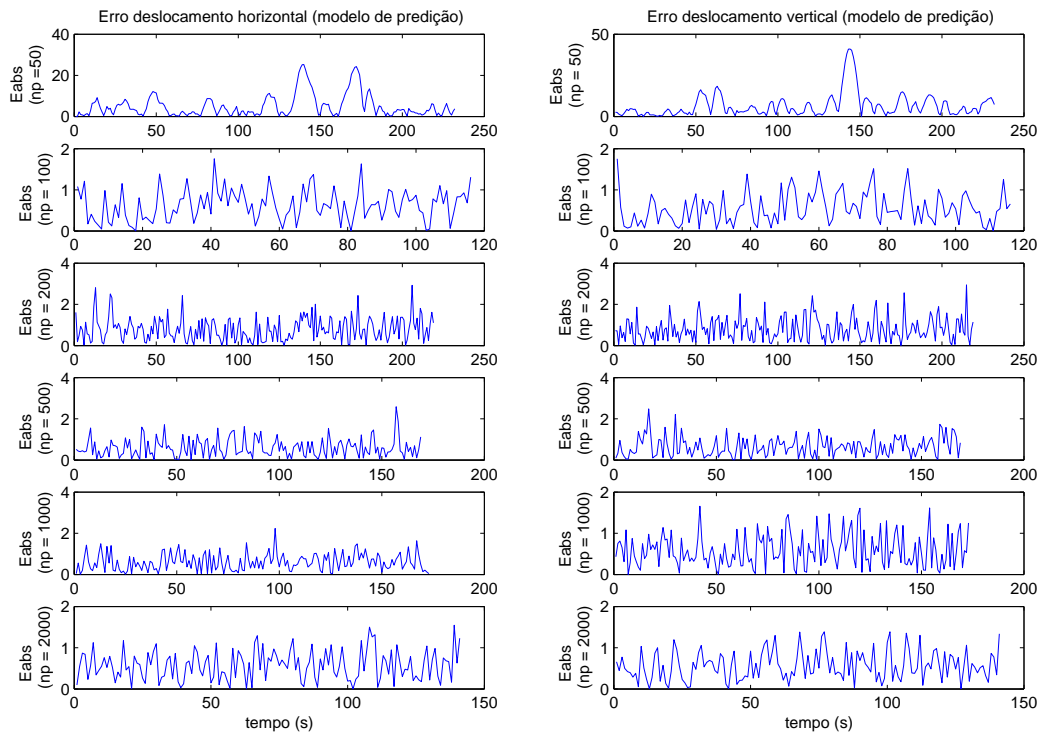 Erro deslocamento horizontal (modelo de predição)
40
20
0
0 50 100 150 200 250
Eabs
(np =50)
2
1
0
0 20 40 60 80 100 120
Eabs
(np = 100)
4
2
0
0 50 100 150 200 250
Eabs
(np = 200)
4
2
0
0 50 100 150 200
Eabs
(np = 500)
4
2
0
0 50 100 150 200
Eabs
(np = 1000)
2
1
0
0 50 100 150
Eabs
(np = 2000)
tempo (s)
Erro deslocamento vertical (modelo de predição)
50
0
0 50 100 150 200 250
Eabs
(np = 50)
2
1
0
0 20 40 60 80 100 120
Eabs
(np = 100)
4
2
0
0 50 100 150 200 250
Eabs
(np = 200)
4
2
0
0 50 100 150 200
Eabs
(np = 500)
2
1
0
0 50 100 150 200
Eabs
(np = 1000)
2
1
0
0 50 100 150
Eabs
(np = 2000)
tempo (s)